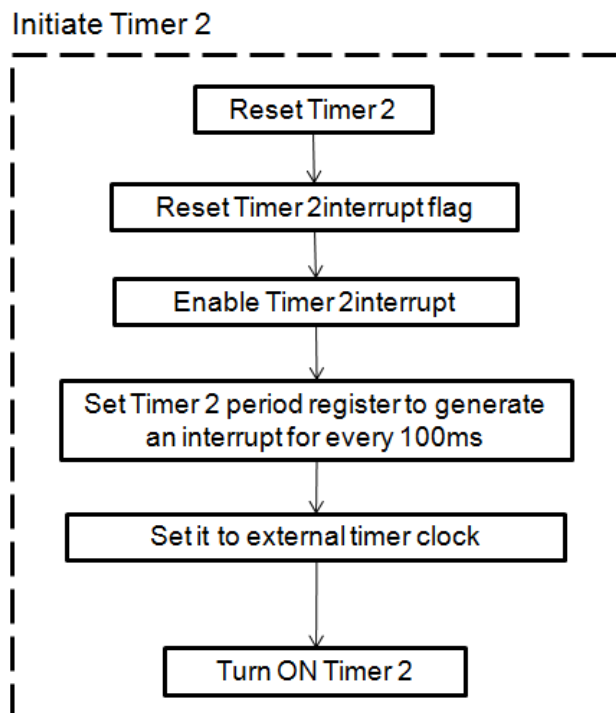 Initiate Timer 2
Reset Timer 2
Reset Timer 2interrupt flag
Enable Timer 2interrupt
Set Timer 2 period register to generate
an interrupt for every 100ms
Set it to external timer clock
Turn ON Timer 2